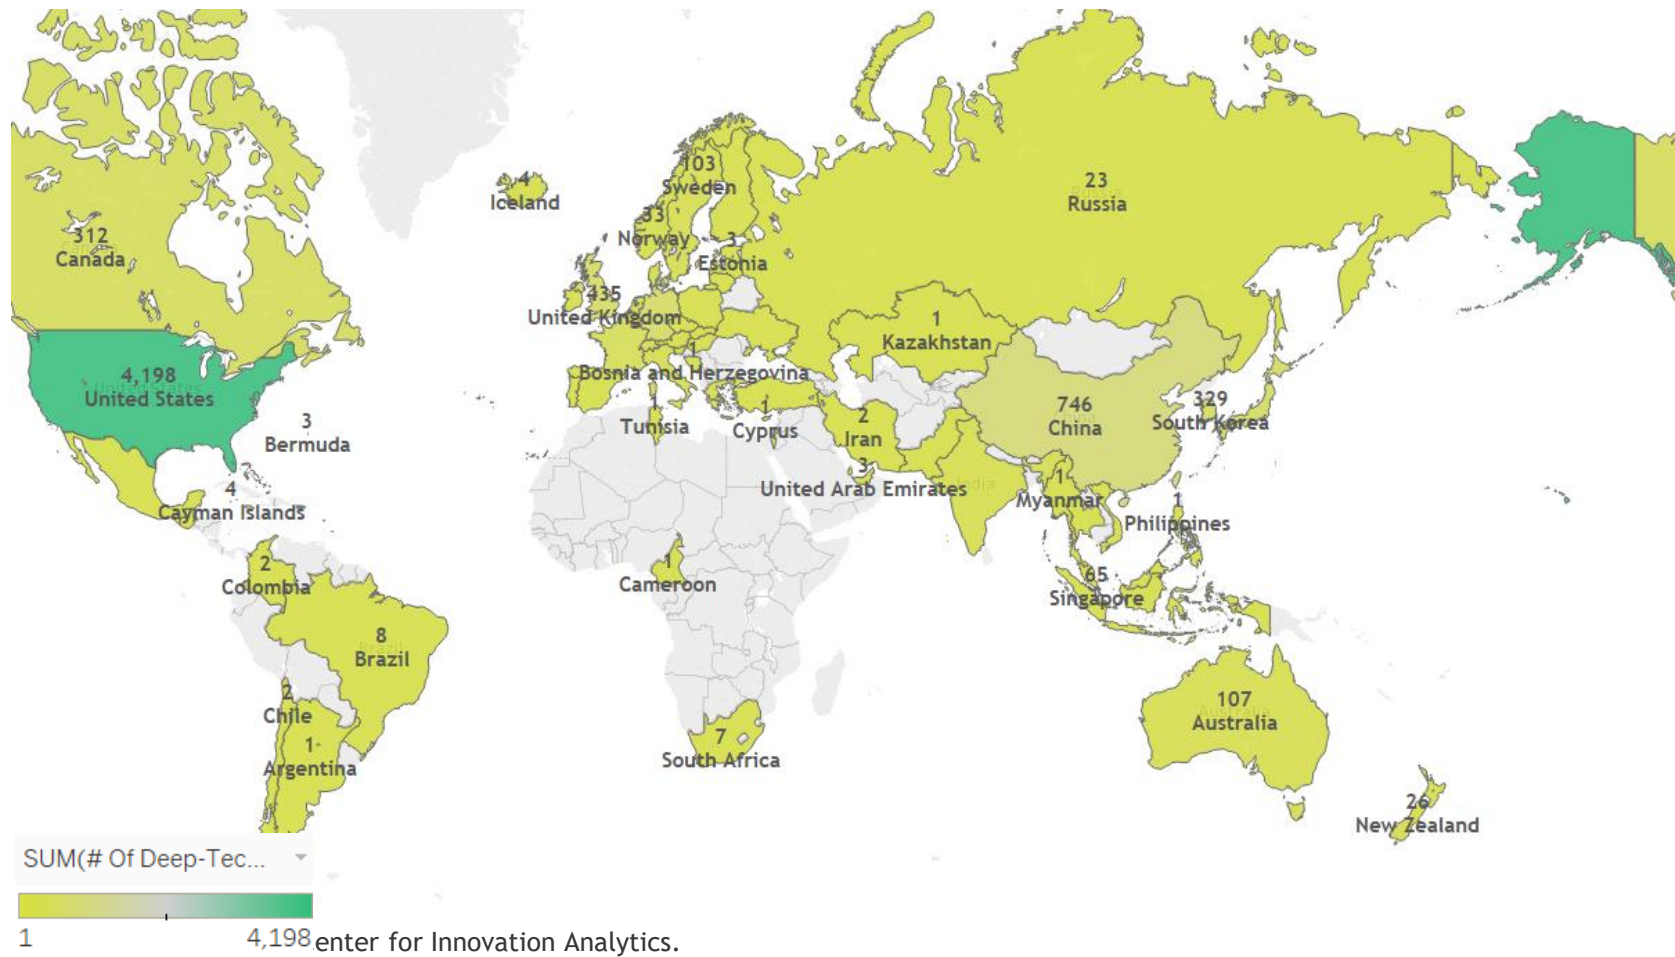 103
Sweden
4
Iceland
23
Russia
33
Norway
312
Canada
3
Estonia
435
United Kingdom
1
Kazakhstan
1
Bosnia and Herzegovina
4,198
United States
746
China
329
South Korea
3
Bermuda
1
Tunisia
1
Cyprus
2
Iran
3
United Arab Emirates
India
1
Myanmar
4
Cayman Islands
1
Philippines
2
Colombia
1
Cameroon
65
Singapore
8
Brazil
2
Chile
107
Australia
1
Argentina
7
South Africa
26
New Zealand
SUM(# Of Deep-Tec...
1 4,198
enter for Innovation Analytics.